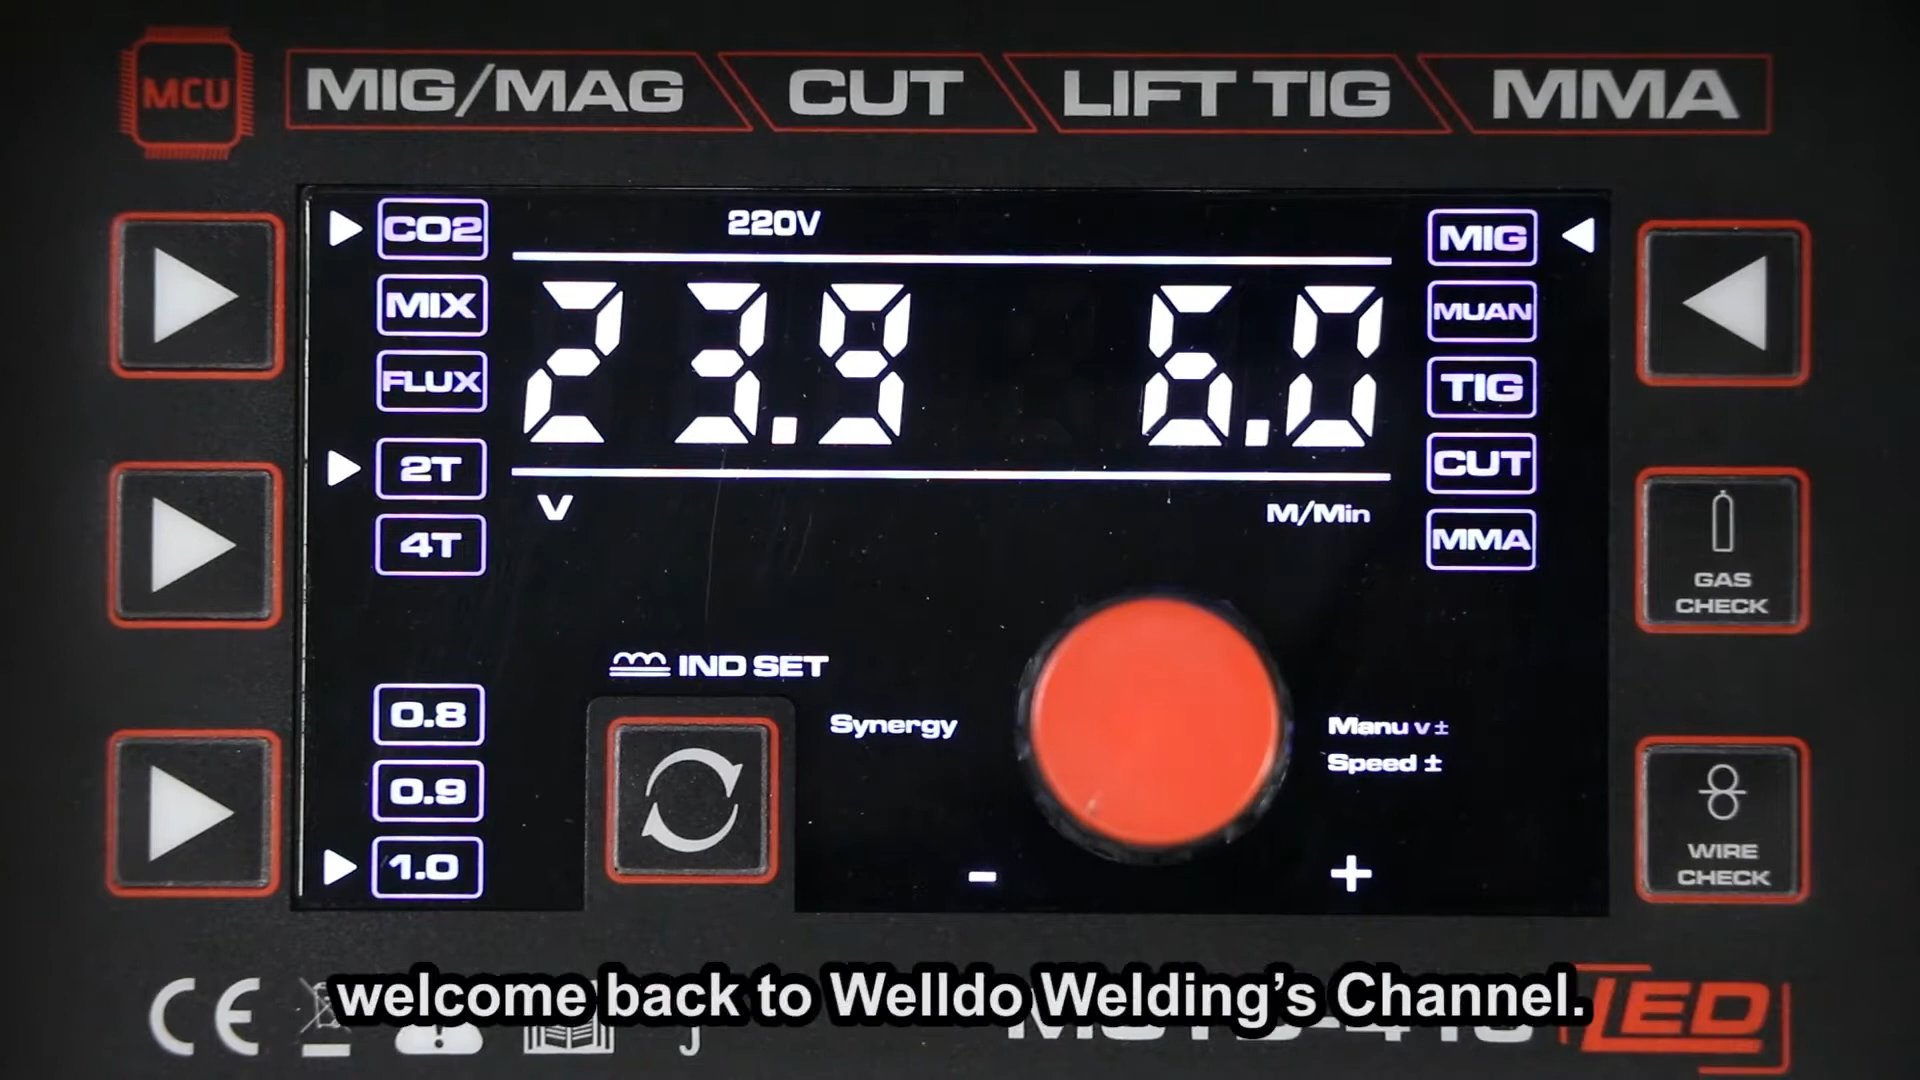 MCU
MIG/MAG
CUT
LIFT TIG
MMA
CO2
MIX
FLUX
2T
4T
0.8
0.9
1.0
220V
23.9
6.0
V
M/Min
MIG
MUAN
TIG
CUT
MMA
IND SET
Synergy
Manu v ±
Speed ±
-
+
GAS
CHECK
WIRE
CHECK
CE
LED
welcome back to Welldo Welding’s Channel.